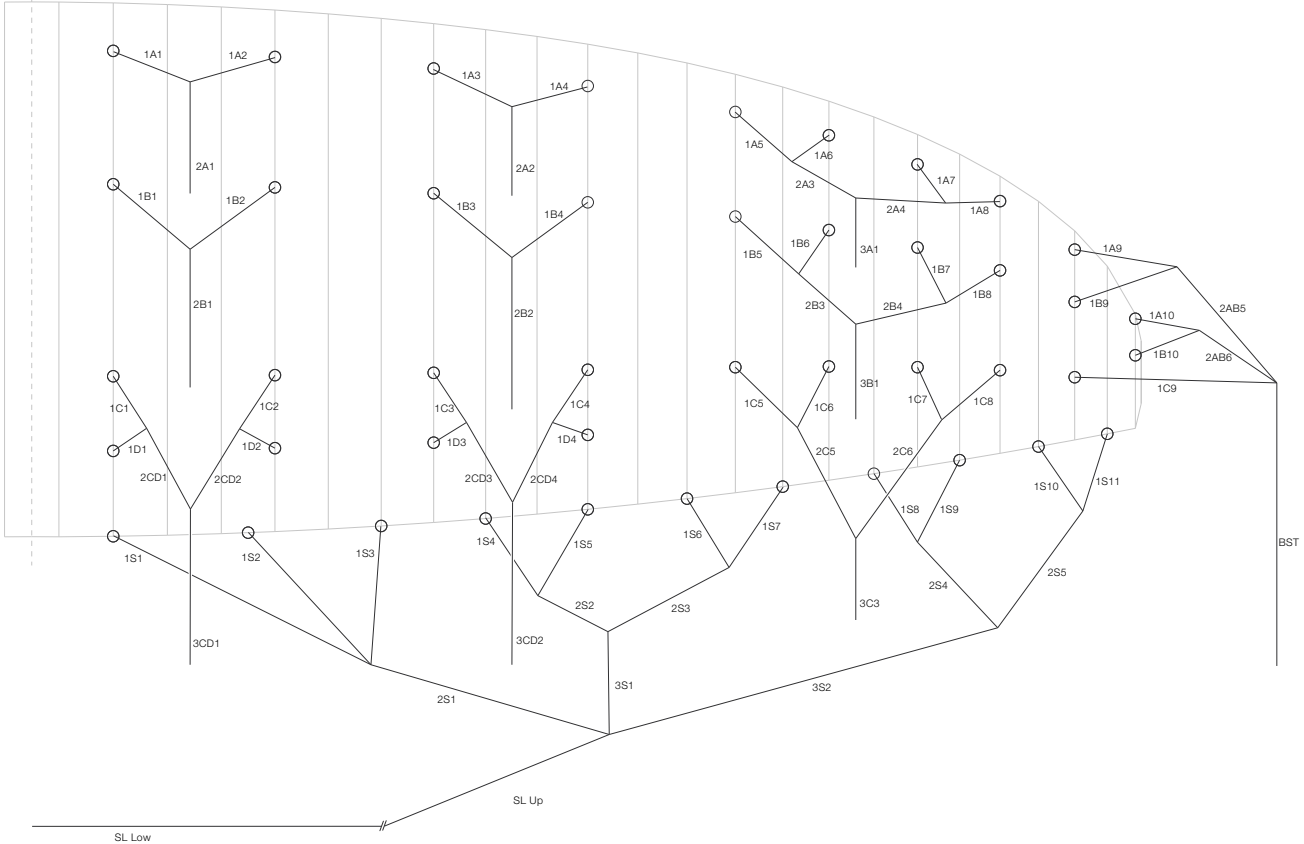 1A1
1A2
1A3
1A4
1A5
1A6
1A7
1A8
1A9
1A10
2A1
2A2
2A3
2A4
3A1
1B1
1B2
1B3
1B4
1B5
1B6
1B7
1B8
1B9
1B10
2AB5
2AB6
2B1
2B2
2B3
2B4
3B1
1C1
1C2
1C3
1C4
1C5
1C6
1C7
1C8
1C9
1D1
1D2
1D3
1D4
2CD1
2CD2
2CD3
2CD4
2C5
2C6
1S1
1S2
1S3
1S4
1S5
1S6
1S7
1S8
1S9
1S10
1S11
BST
2S2
2S3
2S4
2S5
3CD1
3CD2
3C3
2S1
3S1
3S2
SL Up
SL Low